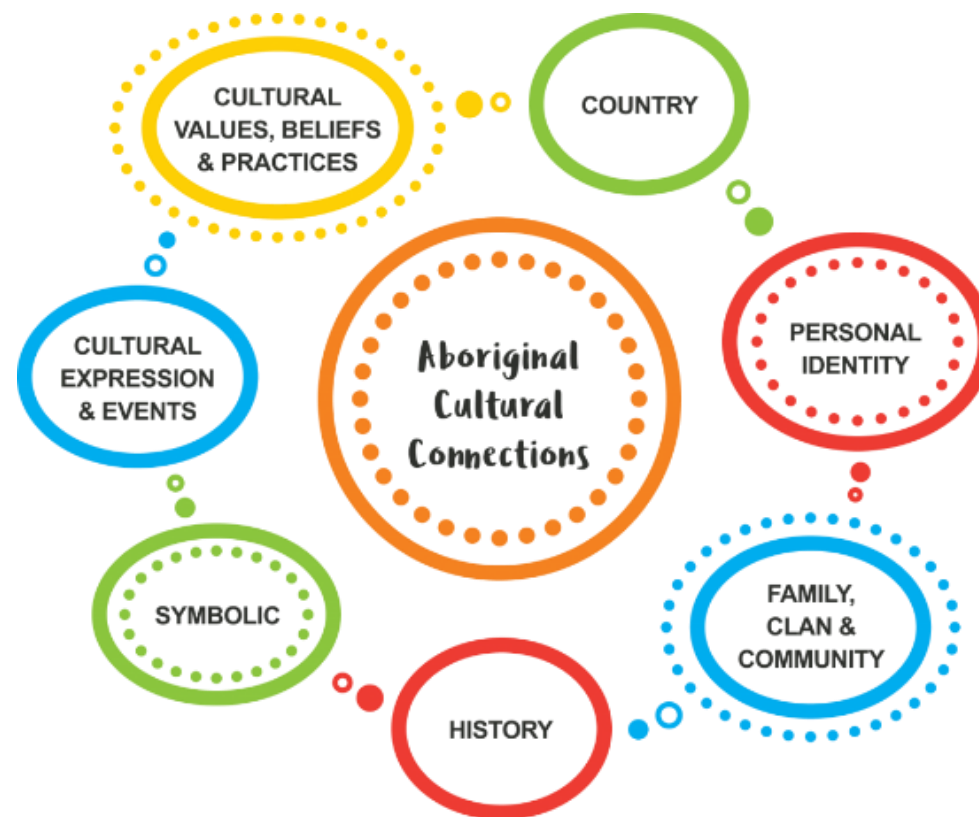 CULTURAL
VALUES, BELIEFS
& PRACTICES
COUNTRY
PERSONAL
IDENTITY
FAMILY,
CLAN &
COMMUNITY
HISTORY
SYMBOLIC
CULTURAL
EXPRESSION
& EVENTS
Aboriginal
Cultural
Connections